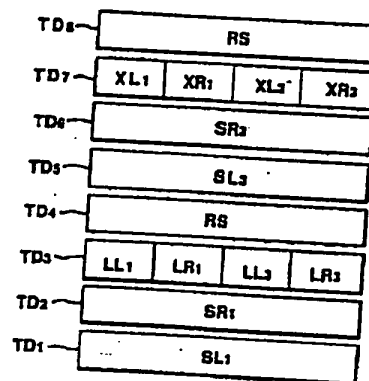 TD₈ RS
TD₇ XL₁ XR₁ XL₃ XR₃
TD₆ SR₃
TD₅ SL₃
TD₄ RS
TD₃ LL₁ LR₁ LL₃ LR₃
TD₂ SR₁
TD₁ SL₁